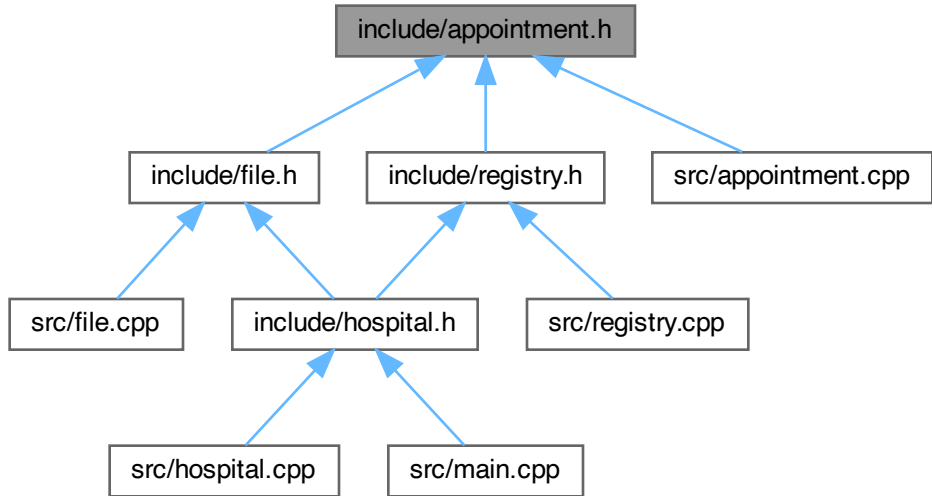 include/appointment.h
include/file.h
include/registry.h
src/appointment.cpp
src/file.cpp
include/hospital.h
src/registry.cpp
src/hospital.cpp
src/main.cpp